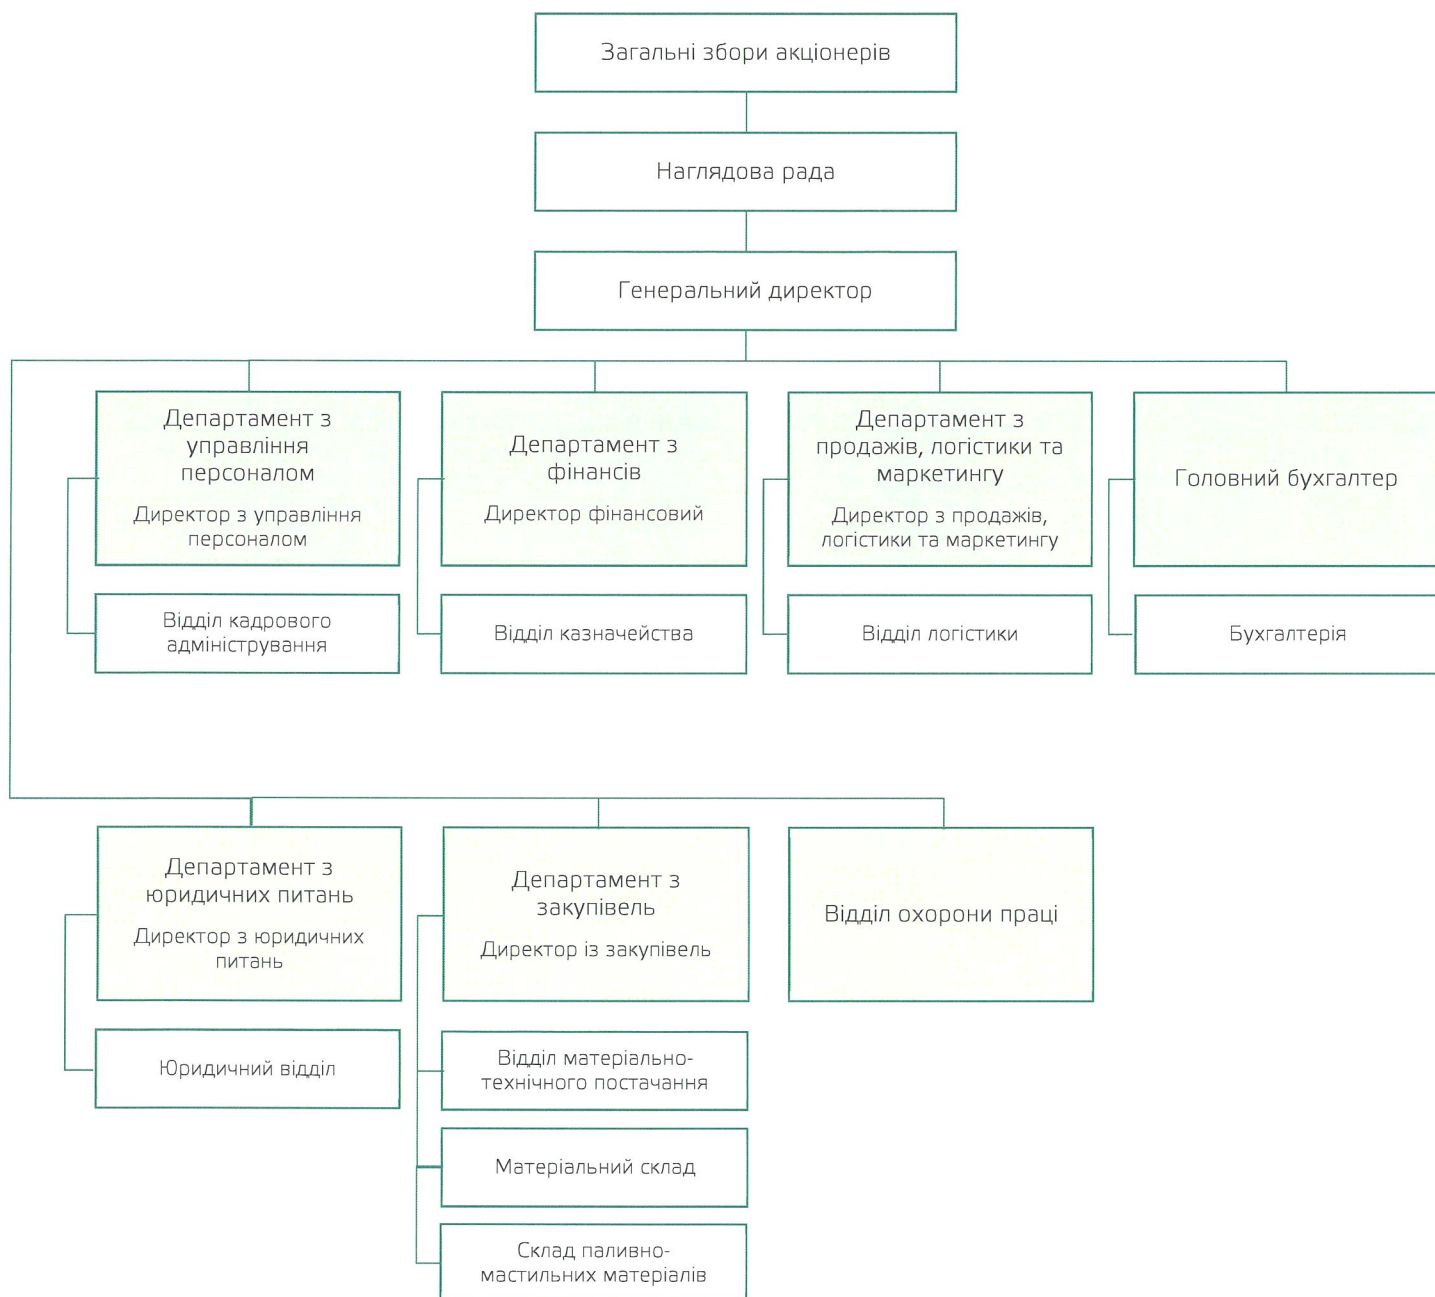 Загальні збори акціонерів
Наглядова рада
Генеральний директор
Департамент з
управління
персоналом
Директор з управління
персоналом
Департамент з
фінансів
Директор фінансовий
Департамент з
продажів, логістики та
маркетингу
Директор з продажів,
логістики та маркетингу
Головний бухгалтер
Відділ кадрового
адміністрування
Відділ казначейства
Відділ логістики
Бухгалтерія
Департамент з
юридичних питань
Директор з юридичних
питань
Департамент з
закупівель
Директор із закупівель
Відділ охорони праці
Юридичний відділ
Відділ матеріально-
технічного постачання
Матеріальний склад
Склад паливно-
мастильних матеріалів